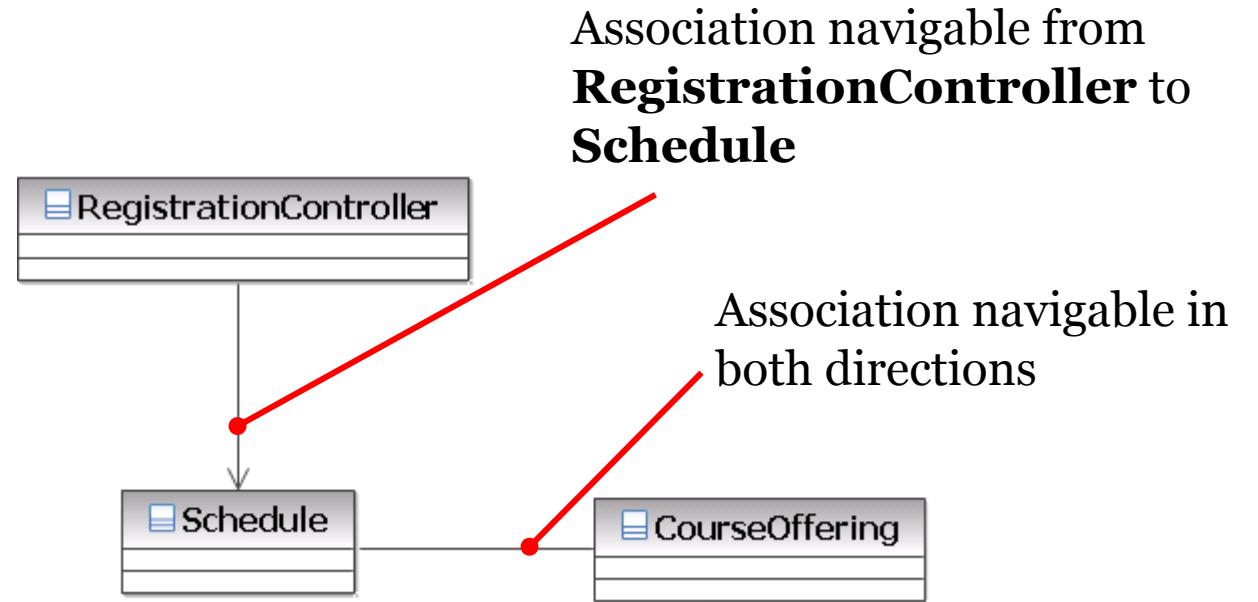 Association navigable from
RegistrationController to
Schedule
RegistrationController
Association navigable in
both directions
Schedule
CourseOffering